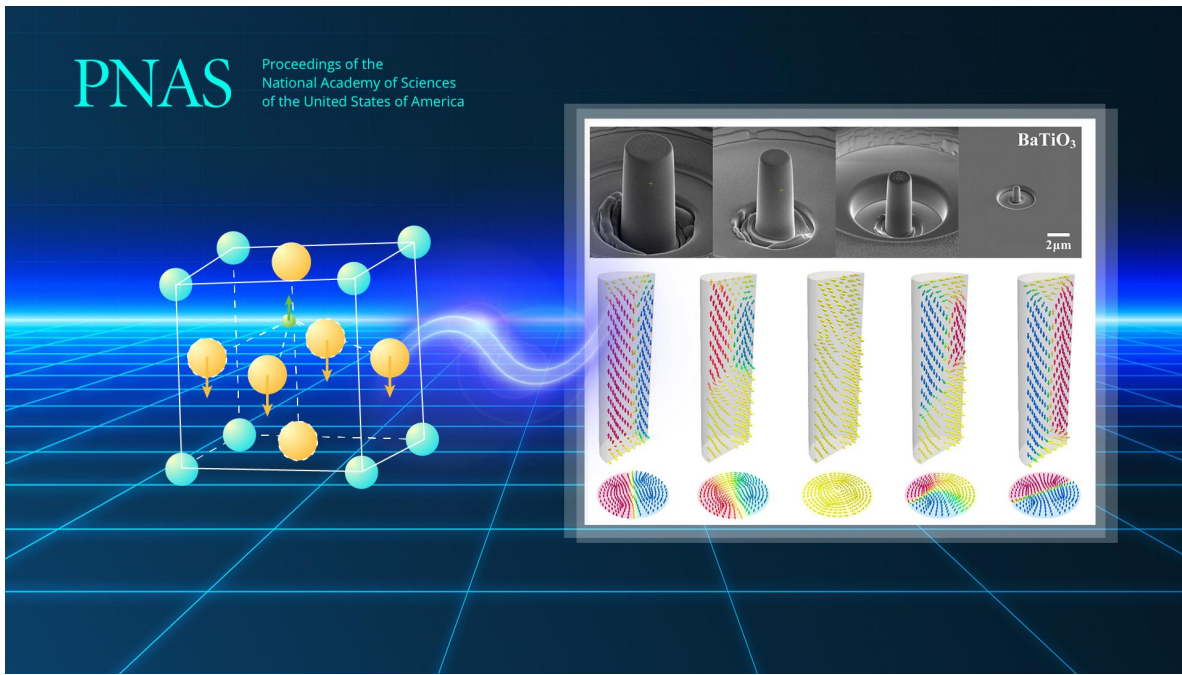 PNAS
Proceedings of the
National Academy of Sciences
of the United States of America
BaTiO₃
2μm